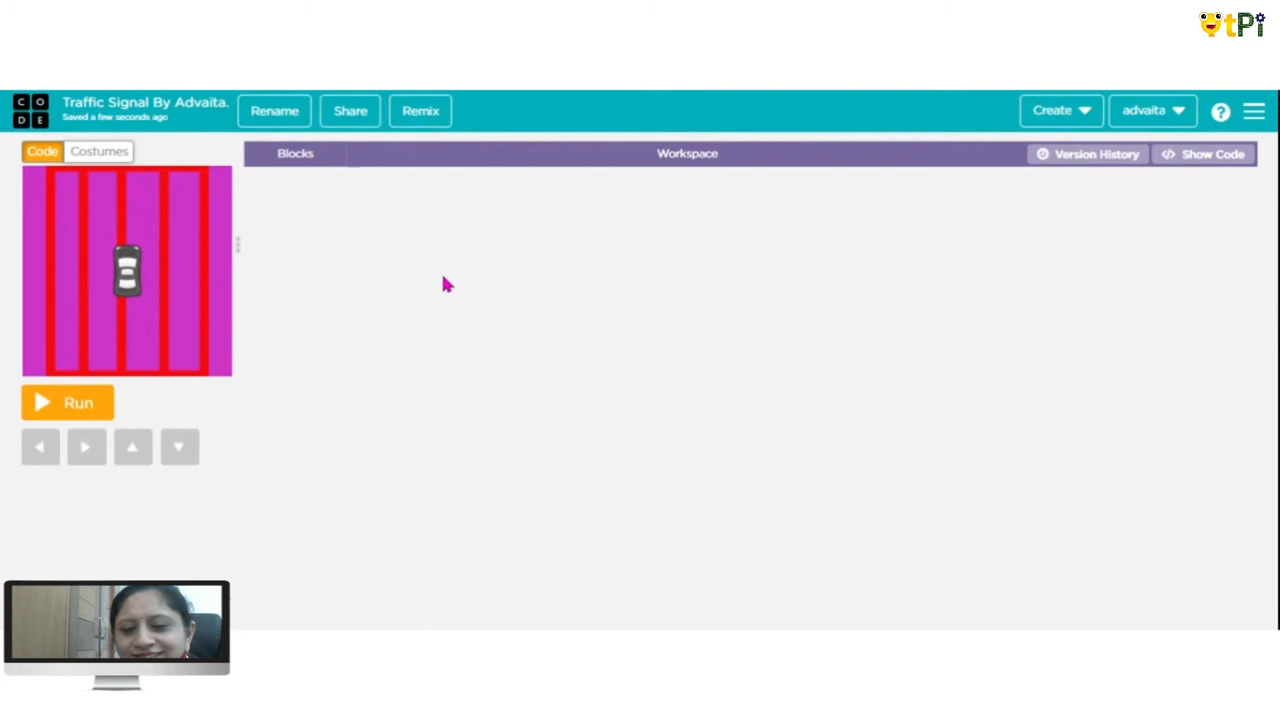 tPi
C O
D E
Traffic Signal By Advaita.
Saved a few seconds ago
Rename
Share
Remix
Create
advaita
?
Code
Costumes
Blocks
Workspace
Version History
</> Show Code
Run